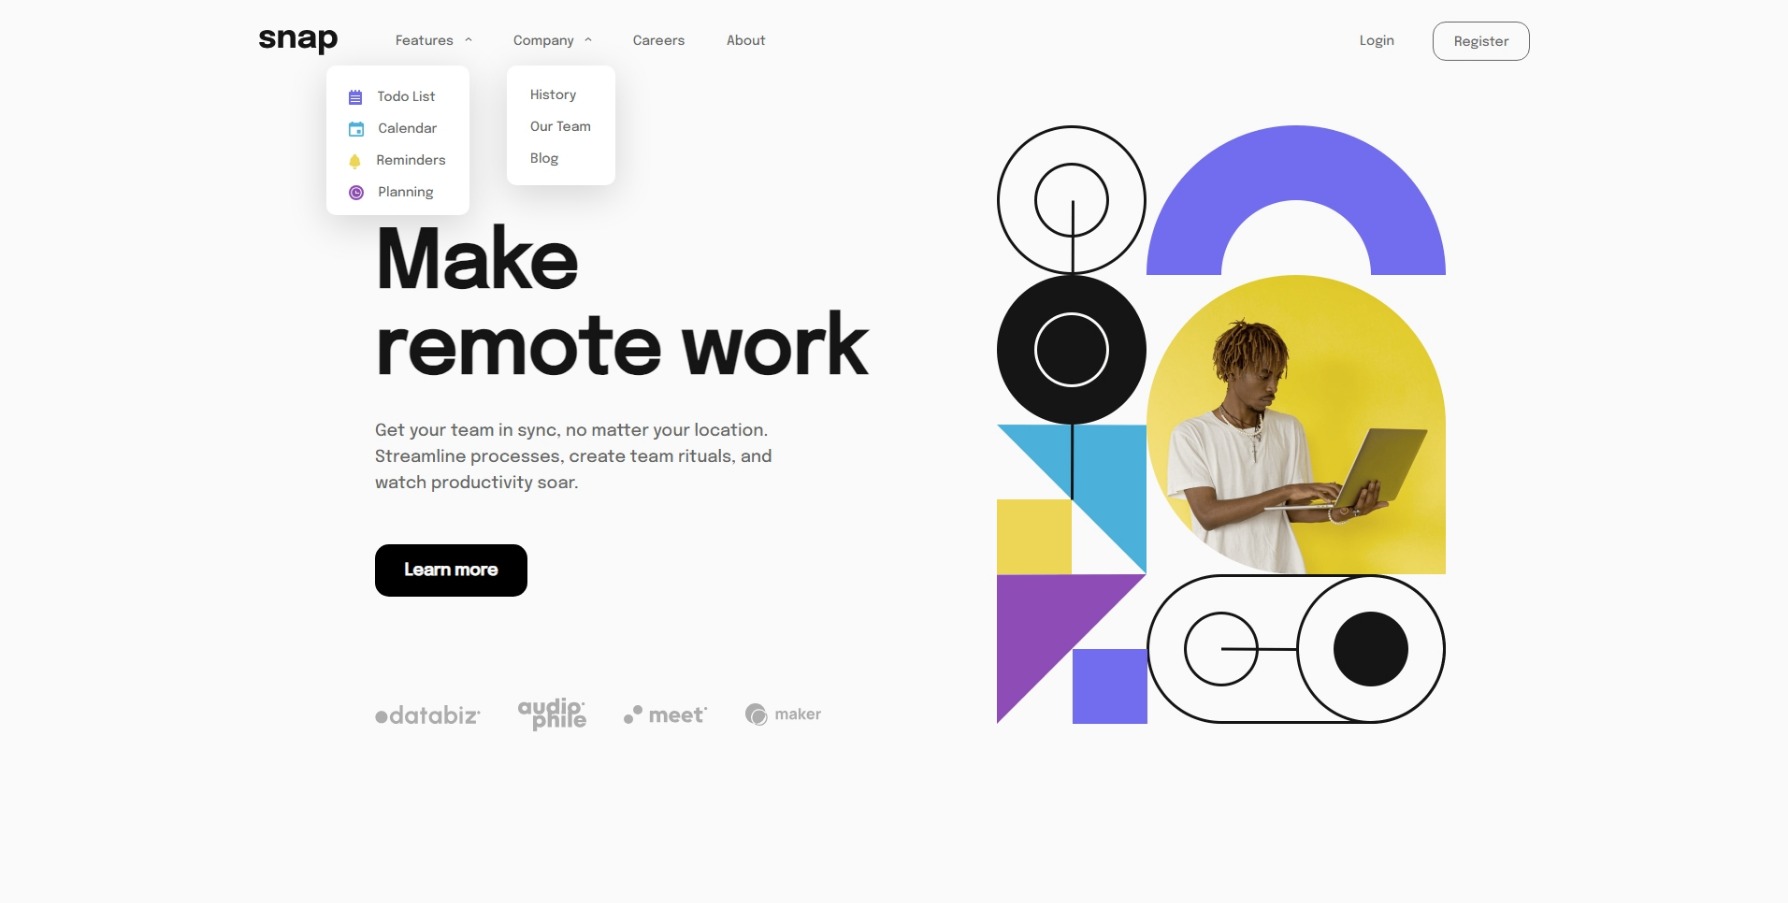 snap
Features
Company
Careers
About
Login
Register
Todo List
Calendar
Reminders
Planning
History
Our Team
Blog
Make
remote work
Get your team in sync, no matter your location.
Streamline processes, create team rituals, and
watch productivity soar.
Learn more
databiz
audio
phile
meet
maker